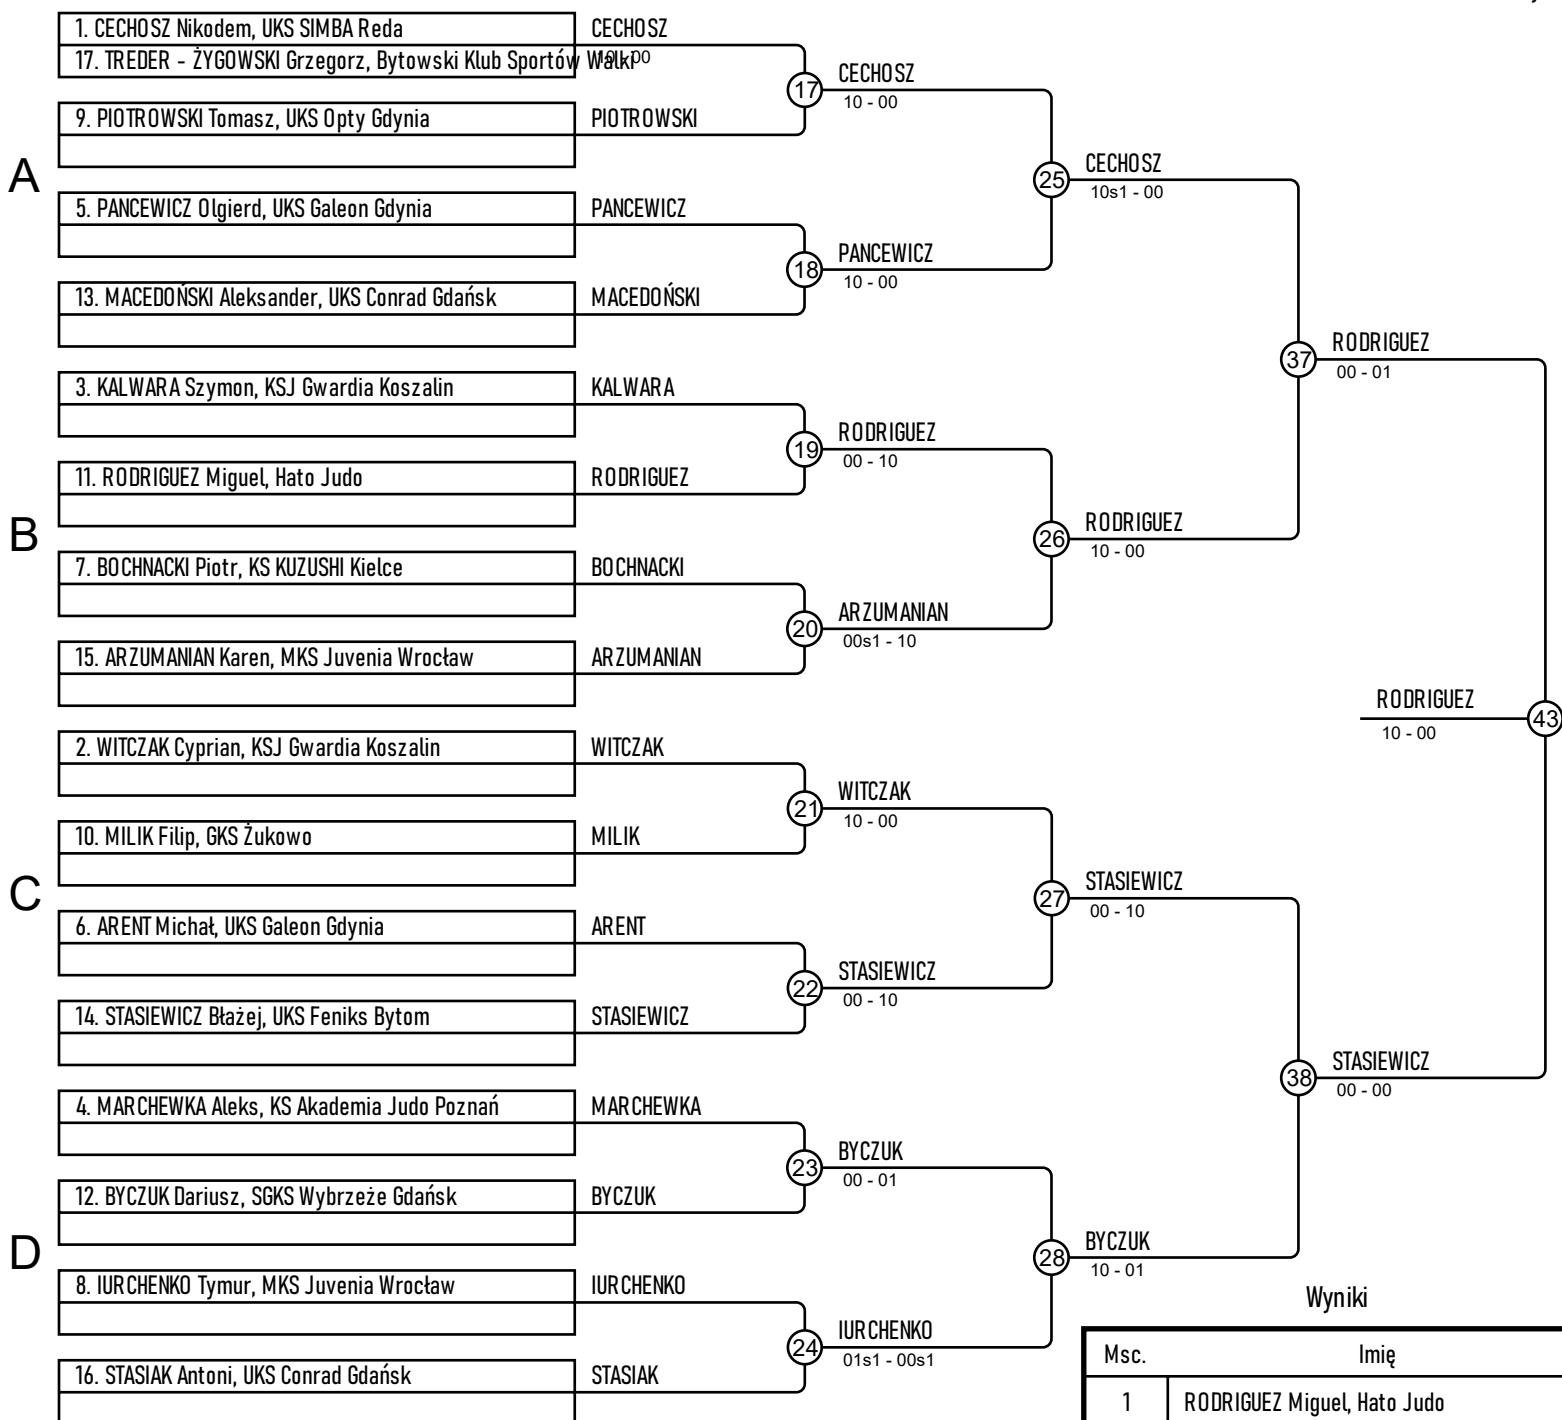 1. CECHOSZ Nikodem, UKS SIMBA Reda
CECHOSZ
17. TREDER - ŻYGOWSKI Grzegorz, Bytowski Klub Sportów Walki
10 - 00
17
CECHOSZ
10 - 00
9. PIOTROWSKI Tomasz, UKS Opty Gdynia
PIOTROWSKI
A
25
CECHOSZ
10s1 - 00
5. PANCEWICZ Olgierd, UKS Galeon Gdynia
PANCEWICZ
18
PANCEWICZ
10 - 00
13. MACEDOŃSKI Aleksander, UKS Conrad Gdańsk
MACEDOŃSKI
37
RODRIGUEZ
00 - 01
3. KALWARA Szymon, KSJ Gwardia Koszalin
KALWARA
19
RODRIGUEZ
00 - 10
11. RODRIGUEZ Miguel, Hato Judo
RODRIGUEZ
B
26
RODRIGUEZ
10 - 00
7. BOCHNACKI Piotr, KS KUZUSHI Kielce
BOCHNACKI
20
ARZUMANIAN
00s1 - 10
15. ARZUMANIAN Karen, MKS Juvenia Wrocław
ARZUMANIAN
RODRIGUEZ
10 - 00
43
2. WITCZAK Cyprian, KSJ Gwardia Koszalin
WITCZAK
21
WITCZAK
10 - 00
10. MILIK Filip, GKS Żukowo
MILIK
C
27
STASIEWICZ
00 - 10
6. ARENT Michał, UKS Galeon Gdynia
ARENT
22
STASIEWICZ
00 - 10
14. STASIEWICZ Błażej, UKS Feniks Bytom
STASIEWICZ
38
STASIEWICZ
00 - 00
4. MARCHEWKA Aleks, KS Akademia Judo Poznań
MARCHEWKA
23
BYCZUK
00 - 01
12. BYCZUK Dariusz, SGKS Wybrzeże Gdańsk
BYCZUK
D
28
BYCZUK
10 - 01
8. IURCHENKO Tymur, MKS Juvenia Wrocław
IURCHENKO
24
IURCHENKO
01s1 - 00s1
16. STASIAK Antoni, UKS Conrad Gdańsk
STASIAK
Wyniki
Msc. Imię
1 RODRIGUEZ Miguel, Hato Judo